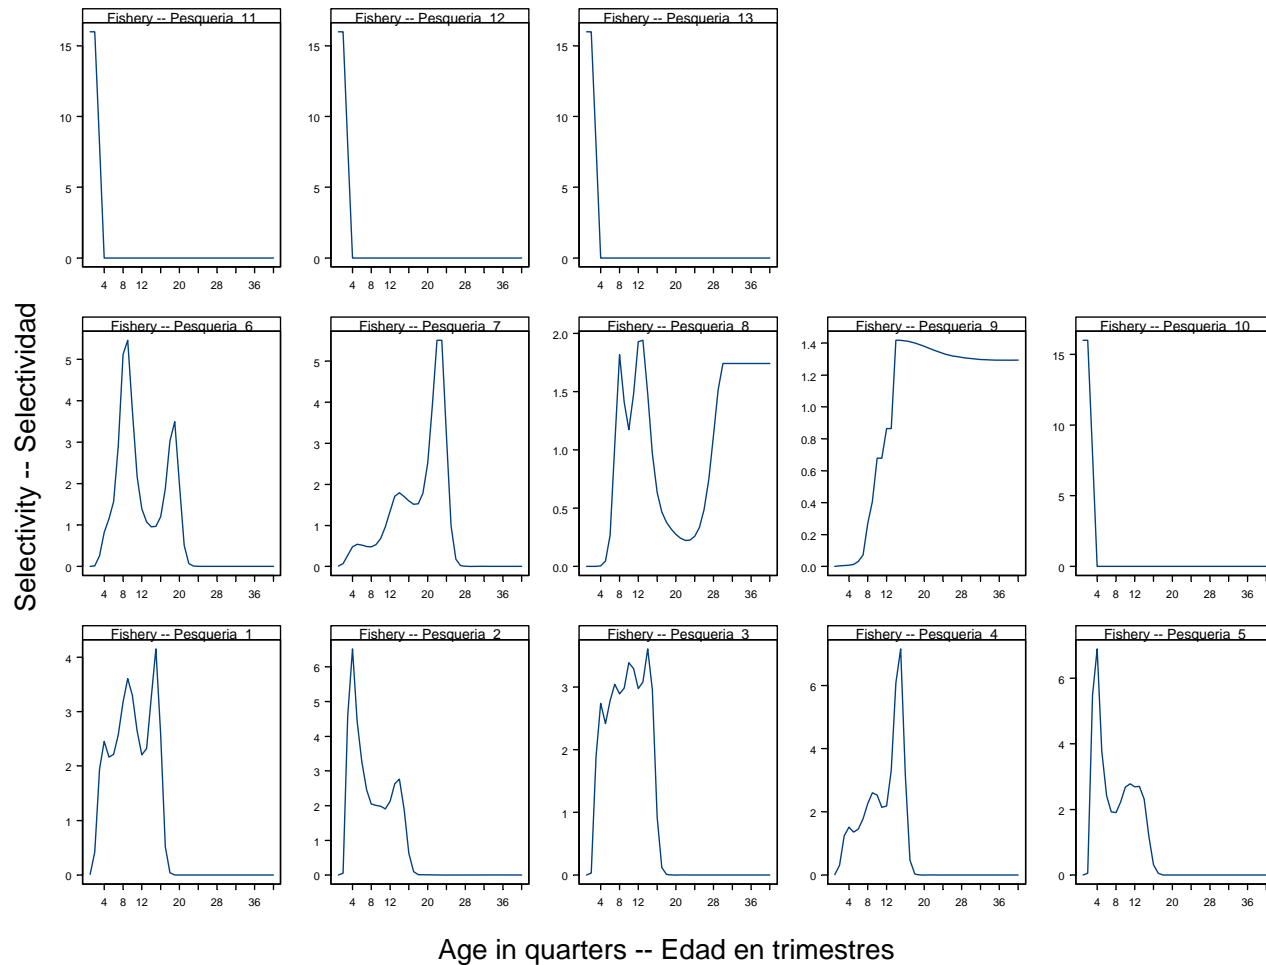 Fishery -- Pesqueria 11 Fishery -- Pesqueria 12 Fishery -- Pesqueria 13
15 15 15
10 10 10
5 5 5
0 0 0
4 8 12 20 28 36 4 8 12 20 28 36 4 8 12 20 28 36
Fishery -- Pesqueria 6 Fishery -- Pesqueria 7 Fishery -- Pesqueria 8 Fishery -- Pesqueria 9 Fishery -- Pesqueria 10
5 5 2.0 1.4 15
4 4 1.5 1.2 10
3 3 1.0 1.0 5
2 2 0.5 0.8 0
1 1 0.0 0.6
0 0 0.4
0.2
0.0
4 8 12 20 28 36 4 8 12 20 28 36 4 8 12 20 28 36 4 8 12 20 28 36 4 8 12 20 28 36
Fishery -- Pesqueria 1 Fishery -- Pesqueria 2 Fishery -- Pesqueria 3 Fishery -- Pesqueria 4 Fishery -- Pesqueria 5
4 6 3 6 6
3 5 2 4 4
2 4 1 2 2
1 3 0 0 0
0 2
1
0
4 8 12 20 28 36 4 8 12 20 28 36 4 8 12 20 28 36 4 8 12 20 28 36 4 8 12 20 28 36
Selectivity -- Selectividad
Age in quarters -- Edad en trimestres